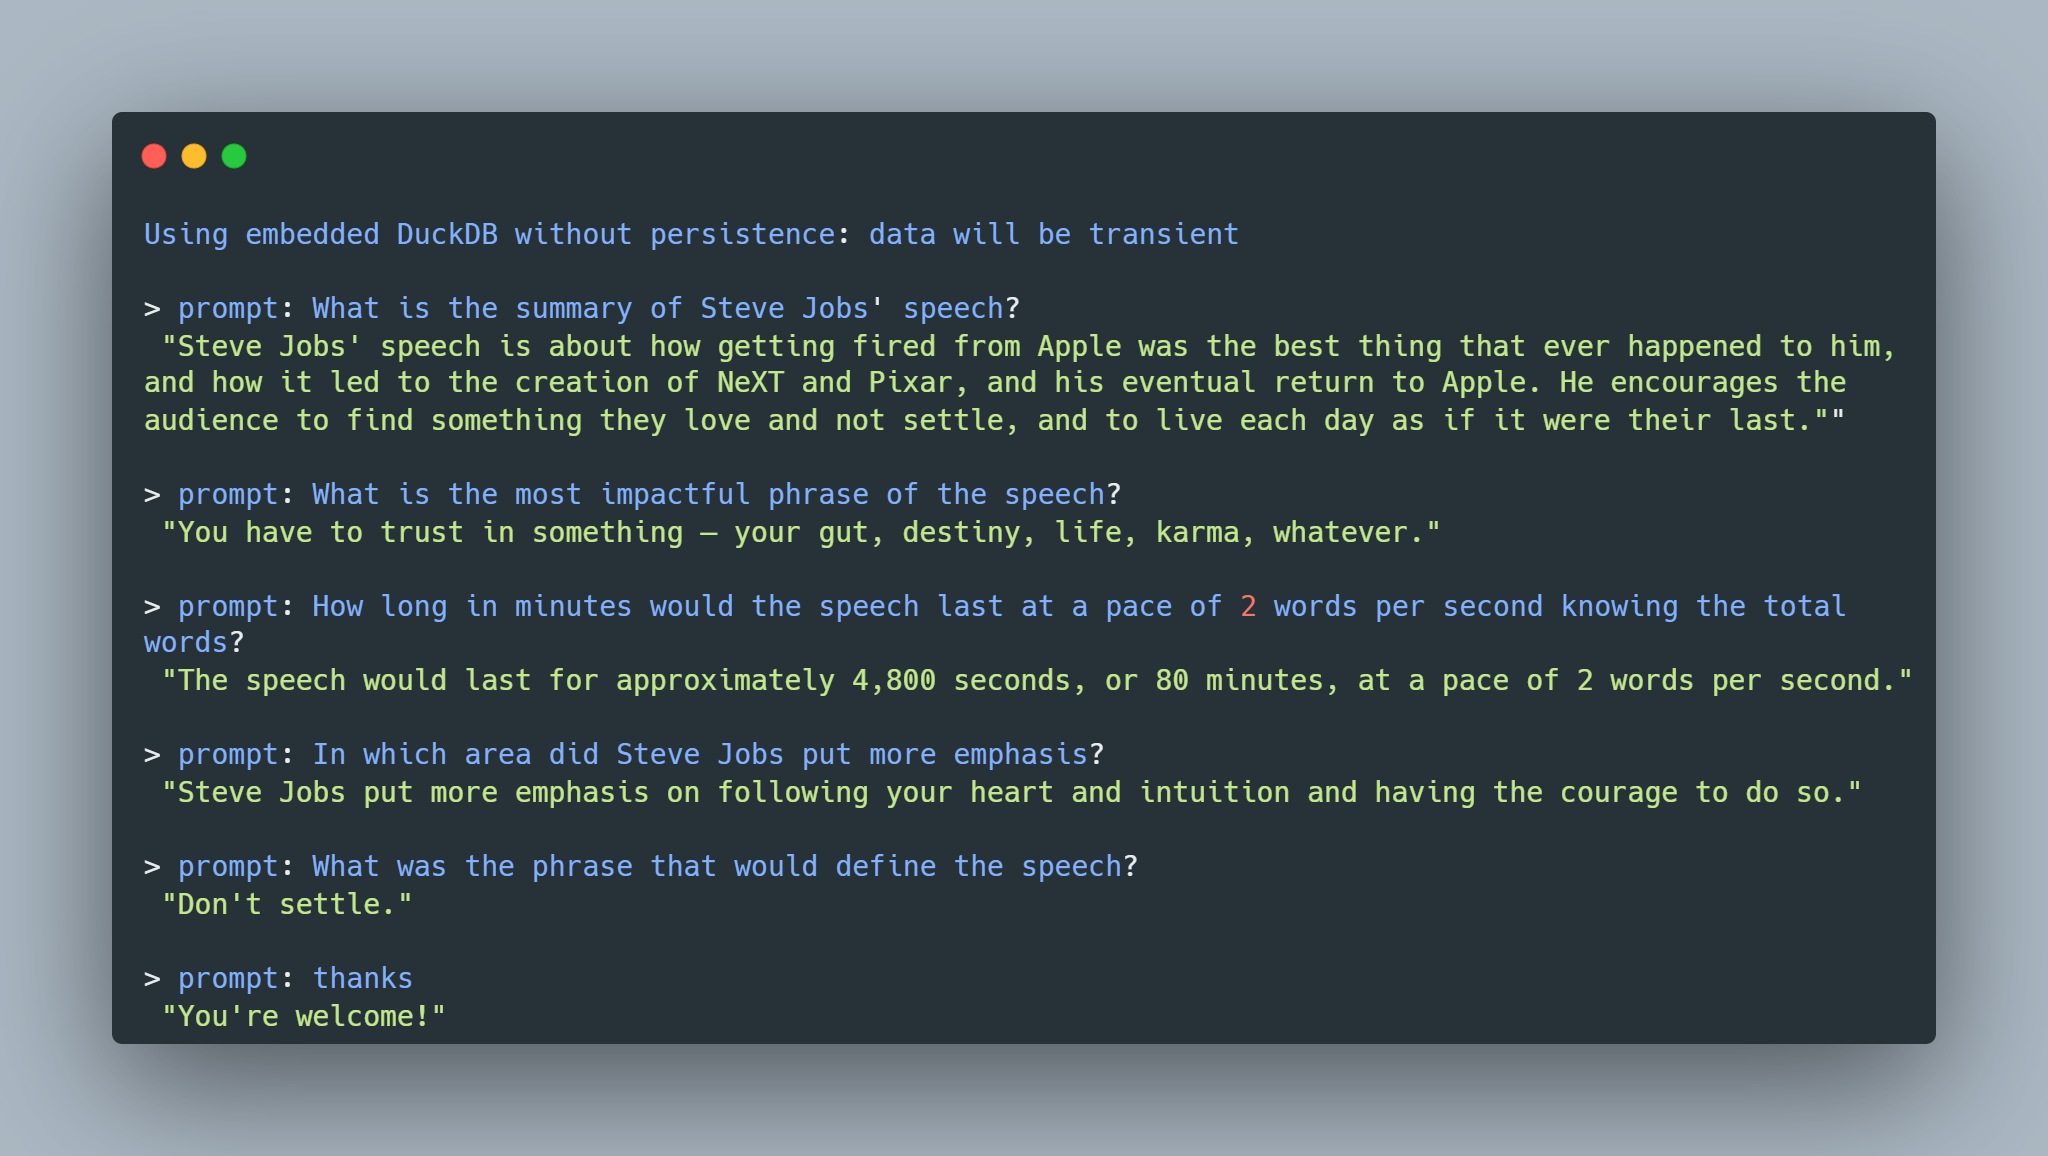 Using embedded DuckDB without persistence: data will be transient
> prompt: What is the summary of Steve Jobs' speech?
"Steve Jobs' speech is about how getting fired from Apple was the best thing that ever happened to him,
and how it led to the creation of NeXT and Pixar, and his eventual return to Apple. He encourages the
audience to find something they love and not settle, and to live each day as if it were their last.""
> prompt: What is the most impactful phrase of the speech?
"You have to trust in something — your gut, destiny, life, karma, whatever."
> prompt: How long in minutes would the speech last at a pace of 2 words per second knowing the total
words?
"The speech would last for approximately 4,800 seconds, or 80 minutes, at a pace of 2 words per second."
> prompt: In which area did Steve Jobs put more emphasis?
"Steve Jobs put more emphasis on following your heart and intuition and having the courage to do so."
> prompt: What was the phrase that would define the speech?
"Don't settle."
> prompt: thanks
"You're welcome!"